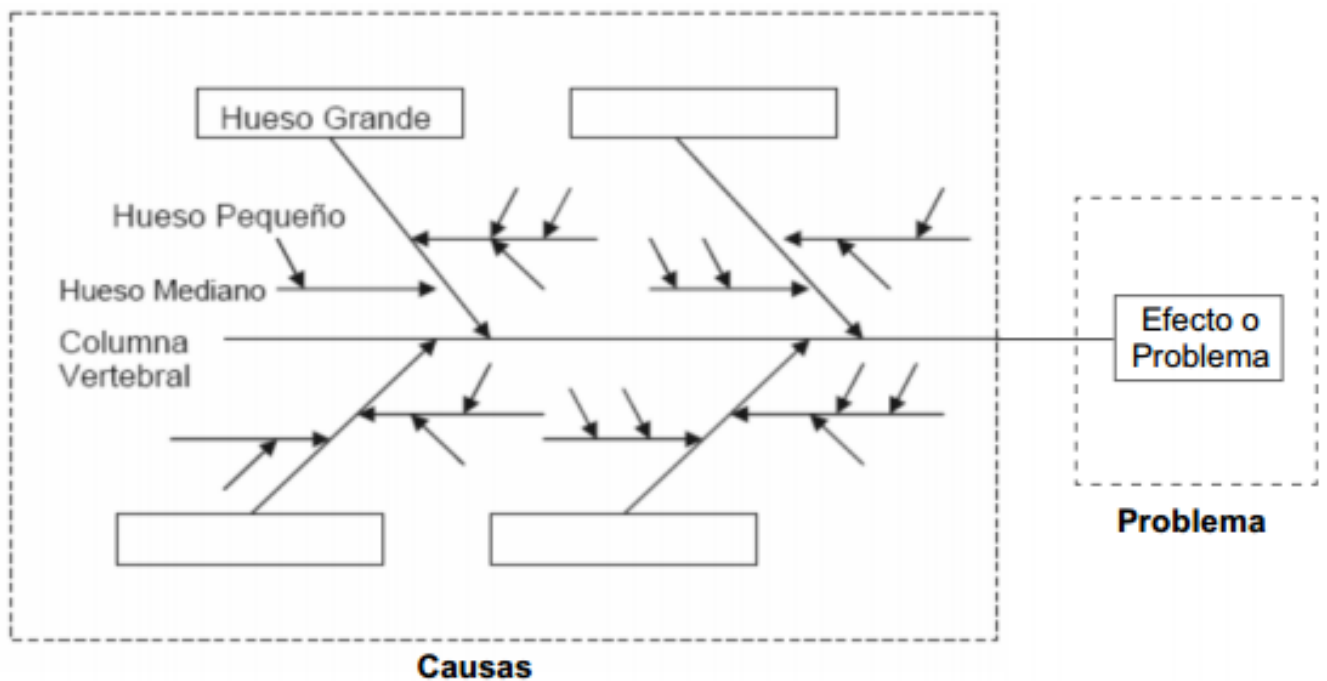 Hueso Grande
Hueso Pequeño
Hueso Mediano
Columna
Vertebral
Efecto o
Problema
Problema
Causas